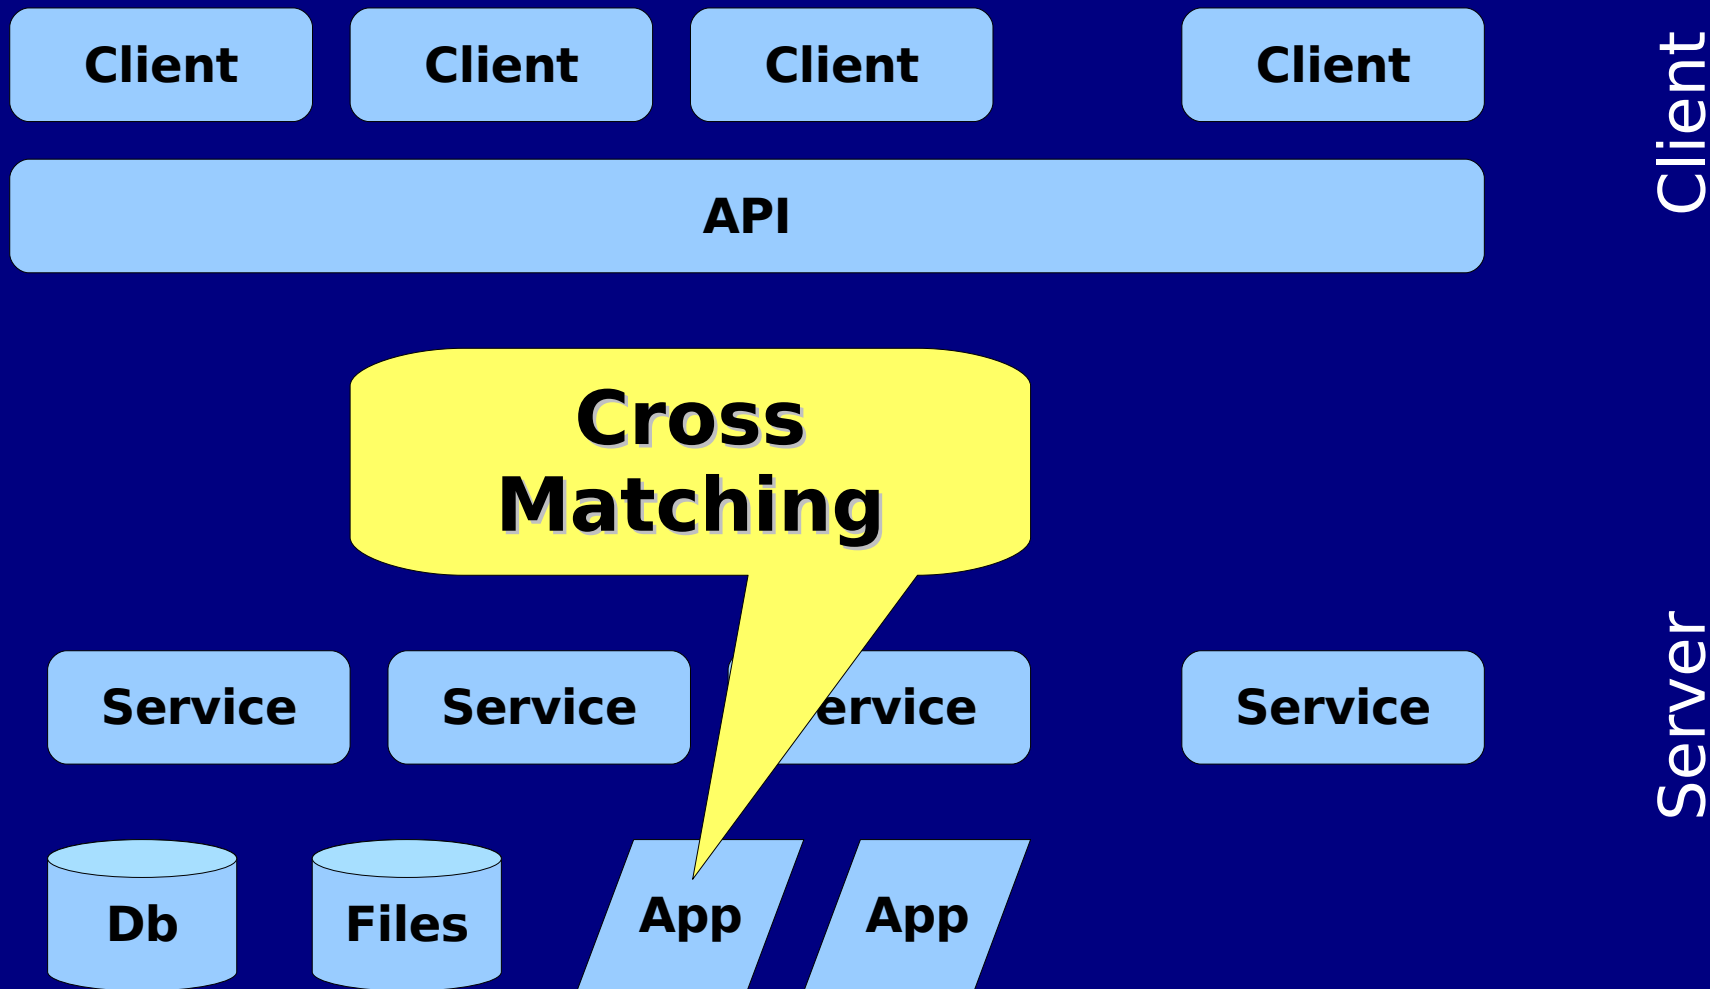 Client
Client
Client
Client
Client
API
Cross
Matching
Service
Service
ervice
Service
Server
Db
Files
App
App